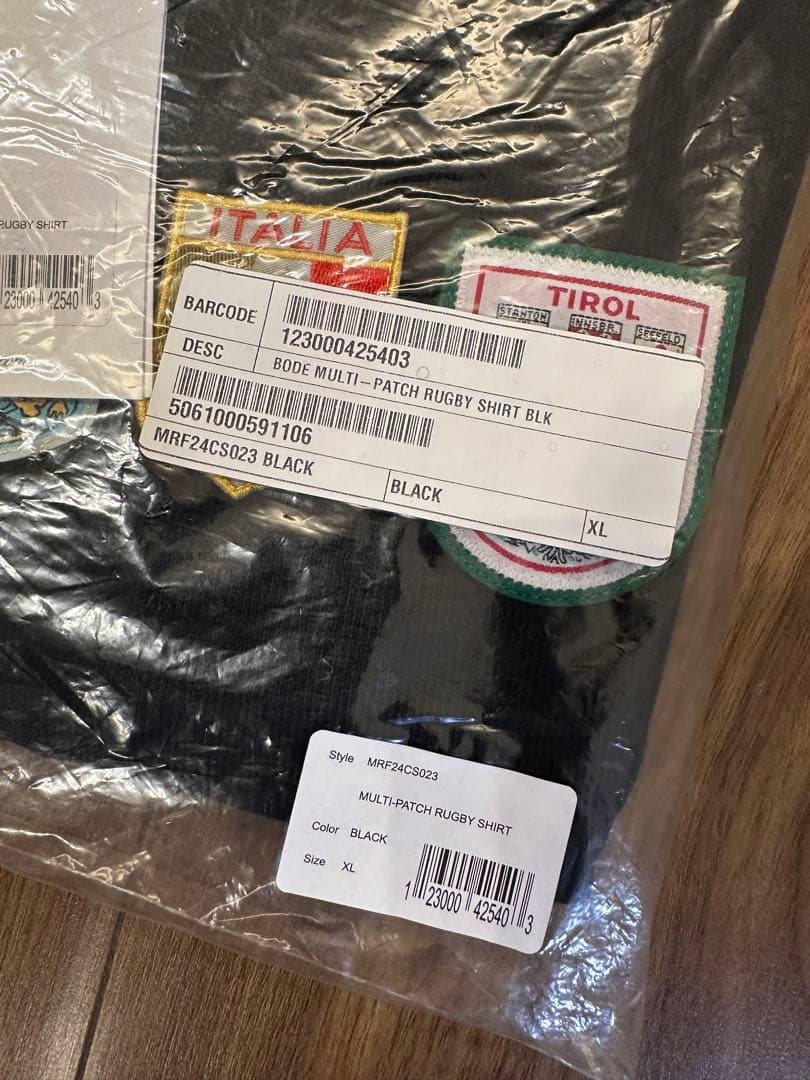 RUGBY SHIRT
23000 42540 3
ITALIA
TIROL
STANTON
INNSBR.
SEEFELD
BARCODE
123000425403
DESC
BODE MULTI-PATCH RUGBY SHIRT BLK
5061000591106
MRF24CS023 BLACK
BLACK
XL
Style MRF24CS023
MULTI-PATCH RUGBY SHIRT
Color BLACK
Size XL
1 23000 42540 3